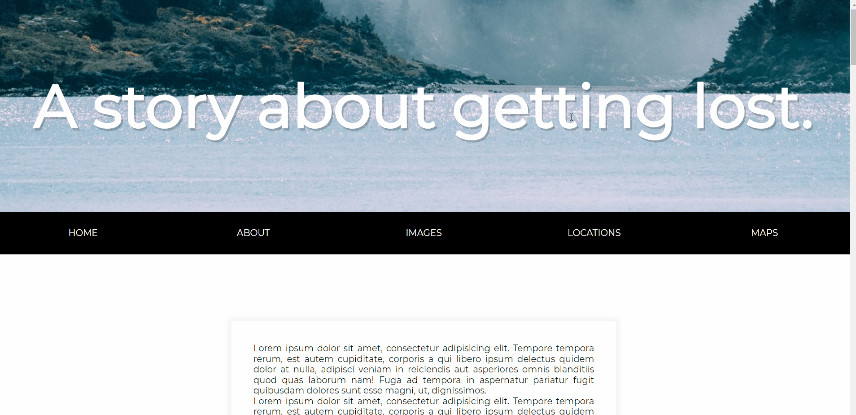 A story about getting lost.
HOME ABOUT IMAGES LOCATIONS MAPS
Lorem ipsum dolor sit amet, consectetur adipisicing elit. Tempore tempora
rerum, est autem cupiditate, corporis a qui libero ipsum delectus quidem
dolor at nulla, adipisci veniam in reiciendis aut asperiores omnis blanditiis
quod quas laborum nam! Fuga ad tempora in aspernatur pariatur fugit
quibusdam dolores sunt esse magni, ut, dignissimos.
Lorem ipsum dolor sit amet, consectetur adipisicing elit. Tempore tempora
rerum, est autem cupiditate, corporis a qui libero ipsum delectus quidem